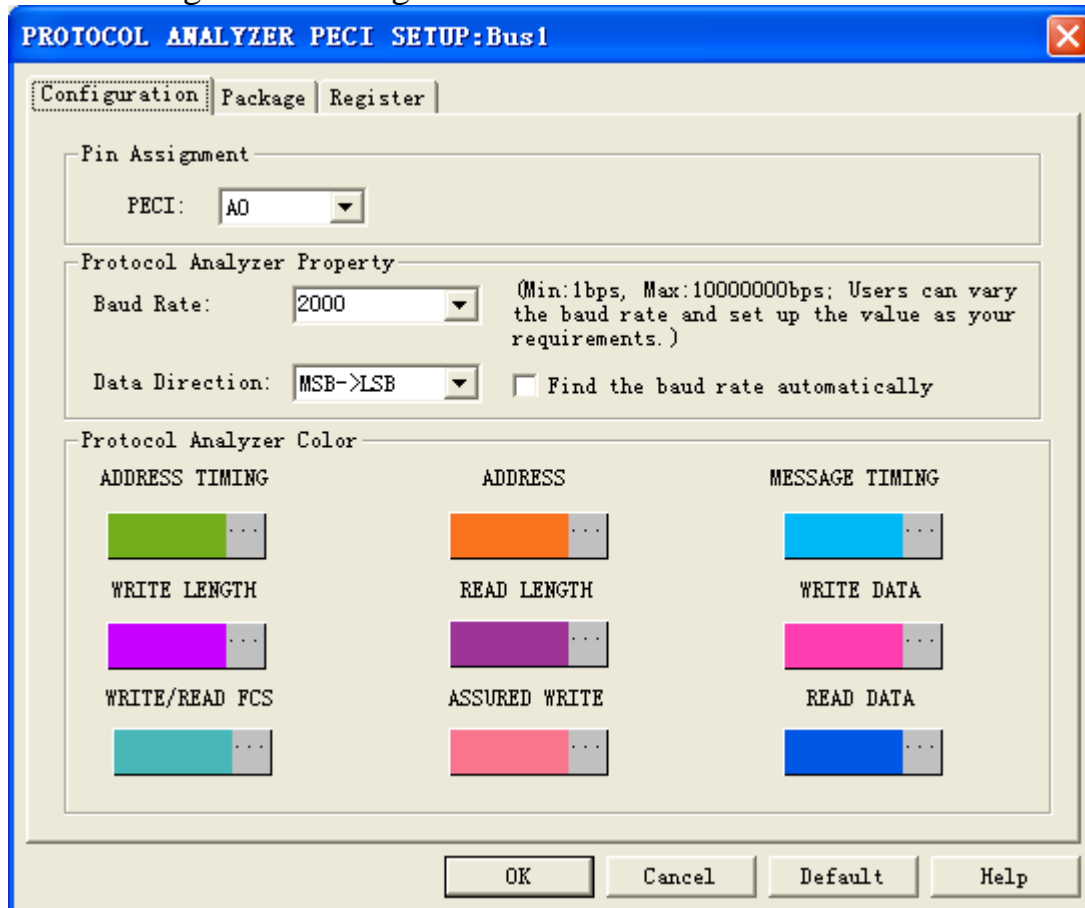 PROTOCOL ANALYZER PECI SETUP:Bus1
Configuration Package Register
Pin Assignment
PECI: A0
Protocol Analyzer Property
Baud Rate: 2000 (Min:1bps, Max:10000000bps; Users can vary
the baud rate and set up the value as your
requirements.)
Data Direction: MSB->LSB Find the baud rate automatically
Protocol Analyzer Color
ADDRESS TIMING ADDRESS MESSAGE TIMING
... ... ...
WRITE LENGTH READ LENGTH WRITE DATA
... ... ...
WRITE/READ FCS ASSURED WRITE READ DATA
... ... ...
OK Cancel Default Help